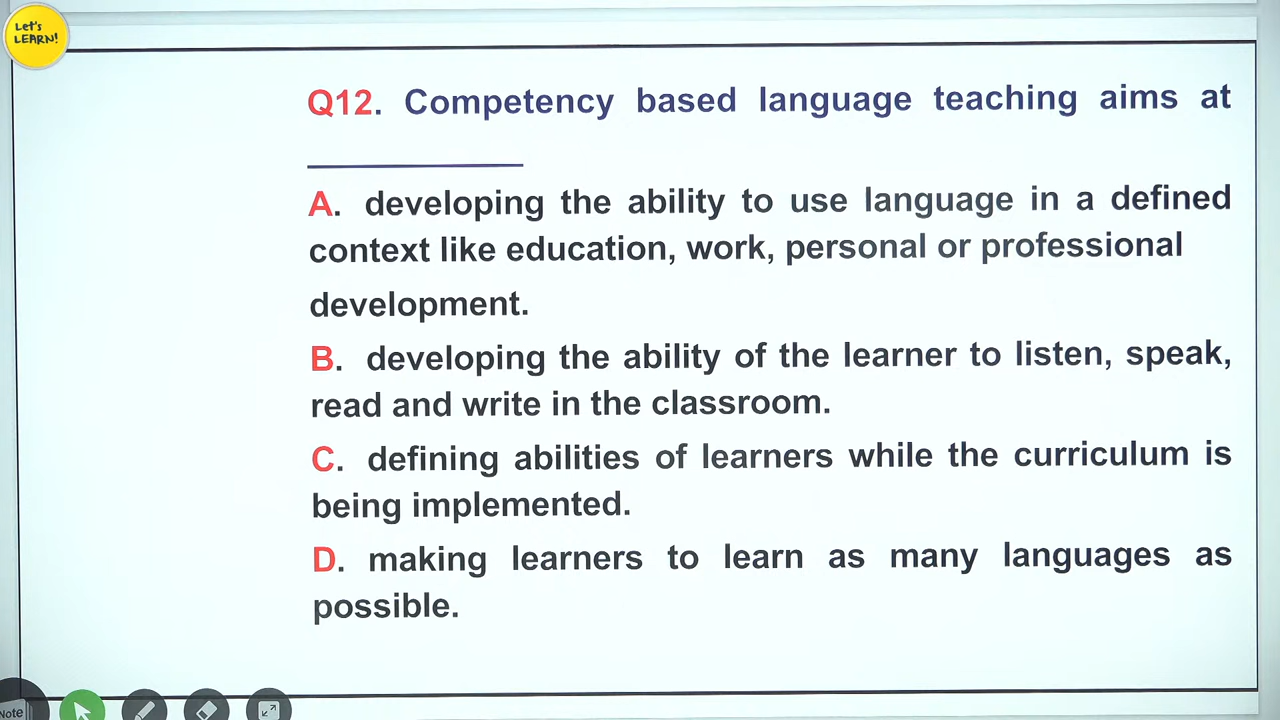 Let's
LEARN!
Q12. Competency based language teaching aims at
____________
A. developing the ability to use language in a defined
context like education, work, personal or professional
development.
B. developing the ability of the learner to listen, speak,
read and write in the classroom.
C. defining abilities of learners while the curriculum is
being implemented.
D. making learners to learn as many languages as
possible.
Note